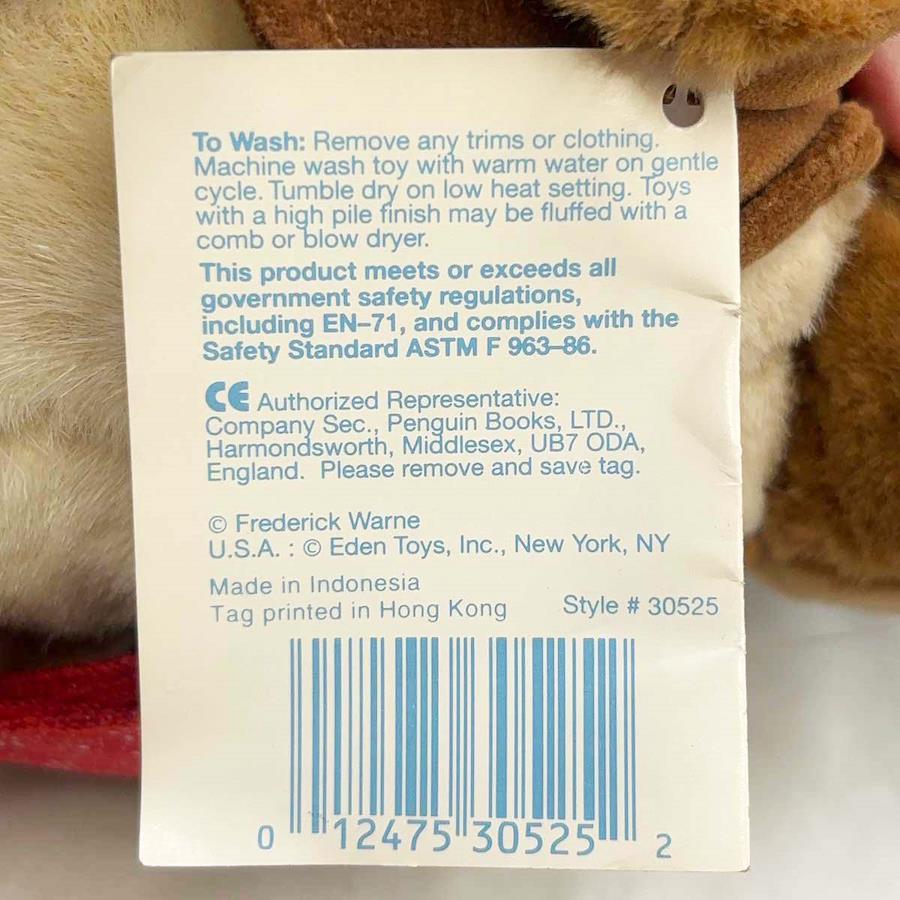 To Wash: Remove any trims or clothing.
Machine wash toy with warm water on gentle
cycle. Tumble dry on low heat setting. Toys
with a high pile finish may be fluffed with a
comb or blow dryer.
This product meets or exceeds all
government safety regulations,
including EN–71, and complies with the
Safety Standard ASTM F 963–86.
CE Authorized Representative:
Company Sec., Penguin Books, LTD.,
Harmondsworth, Middlesex, UB7 ODA,
England. Please remove and save tag.
© Frederick Warne
U.S.A. : © Eden Toys, Inc., New York, NY
Made in Indonesia
Tag printed in Hong Kong Style # 30525
0 12475 30525 2